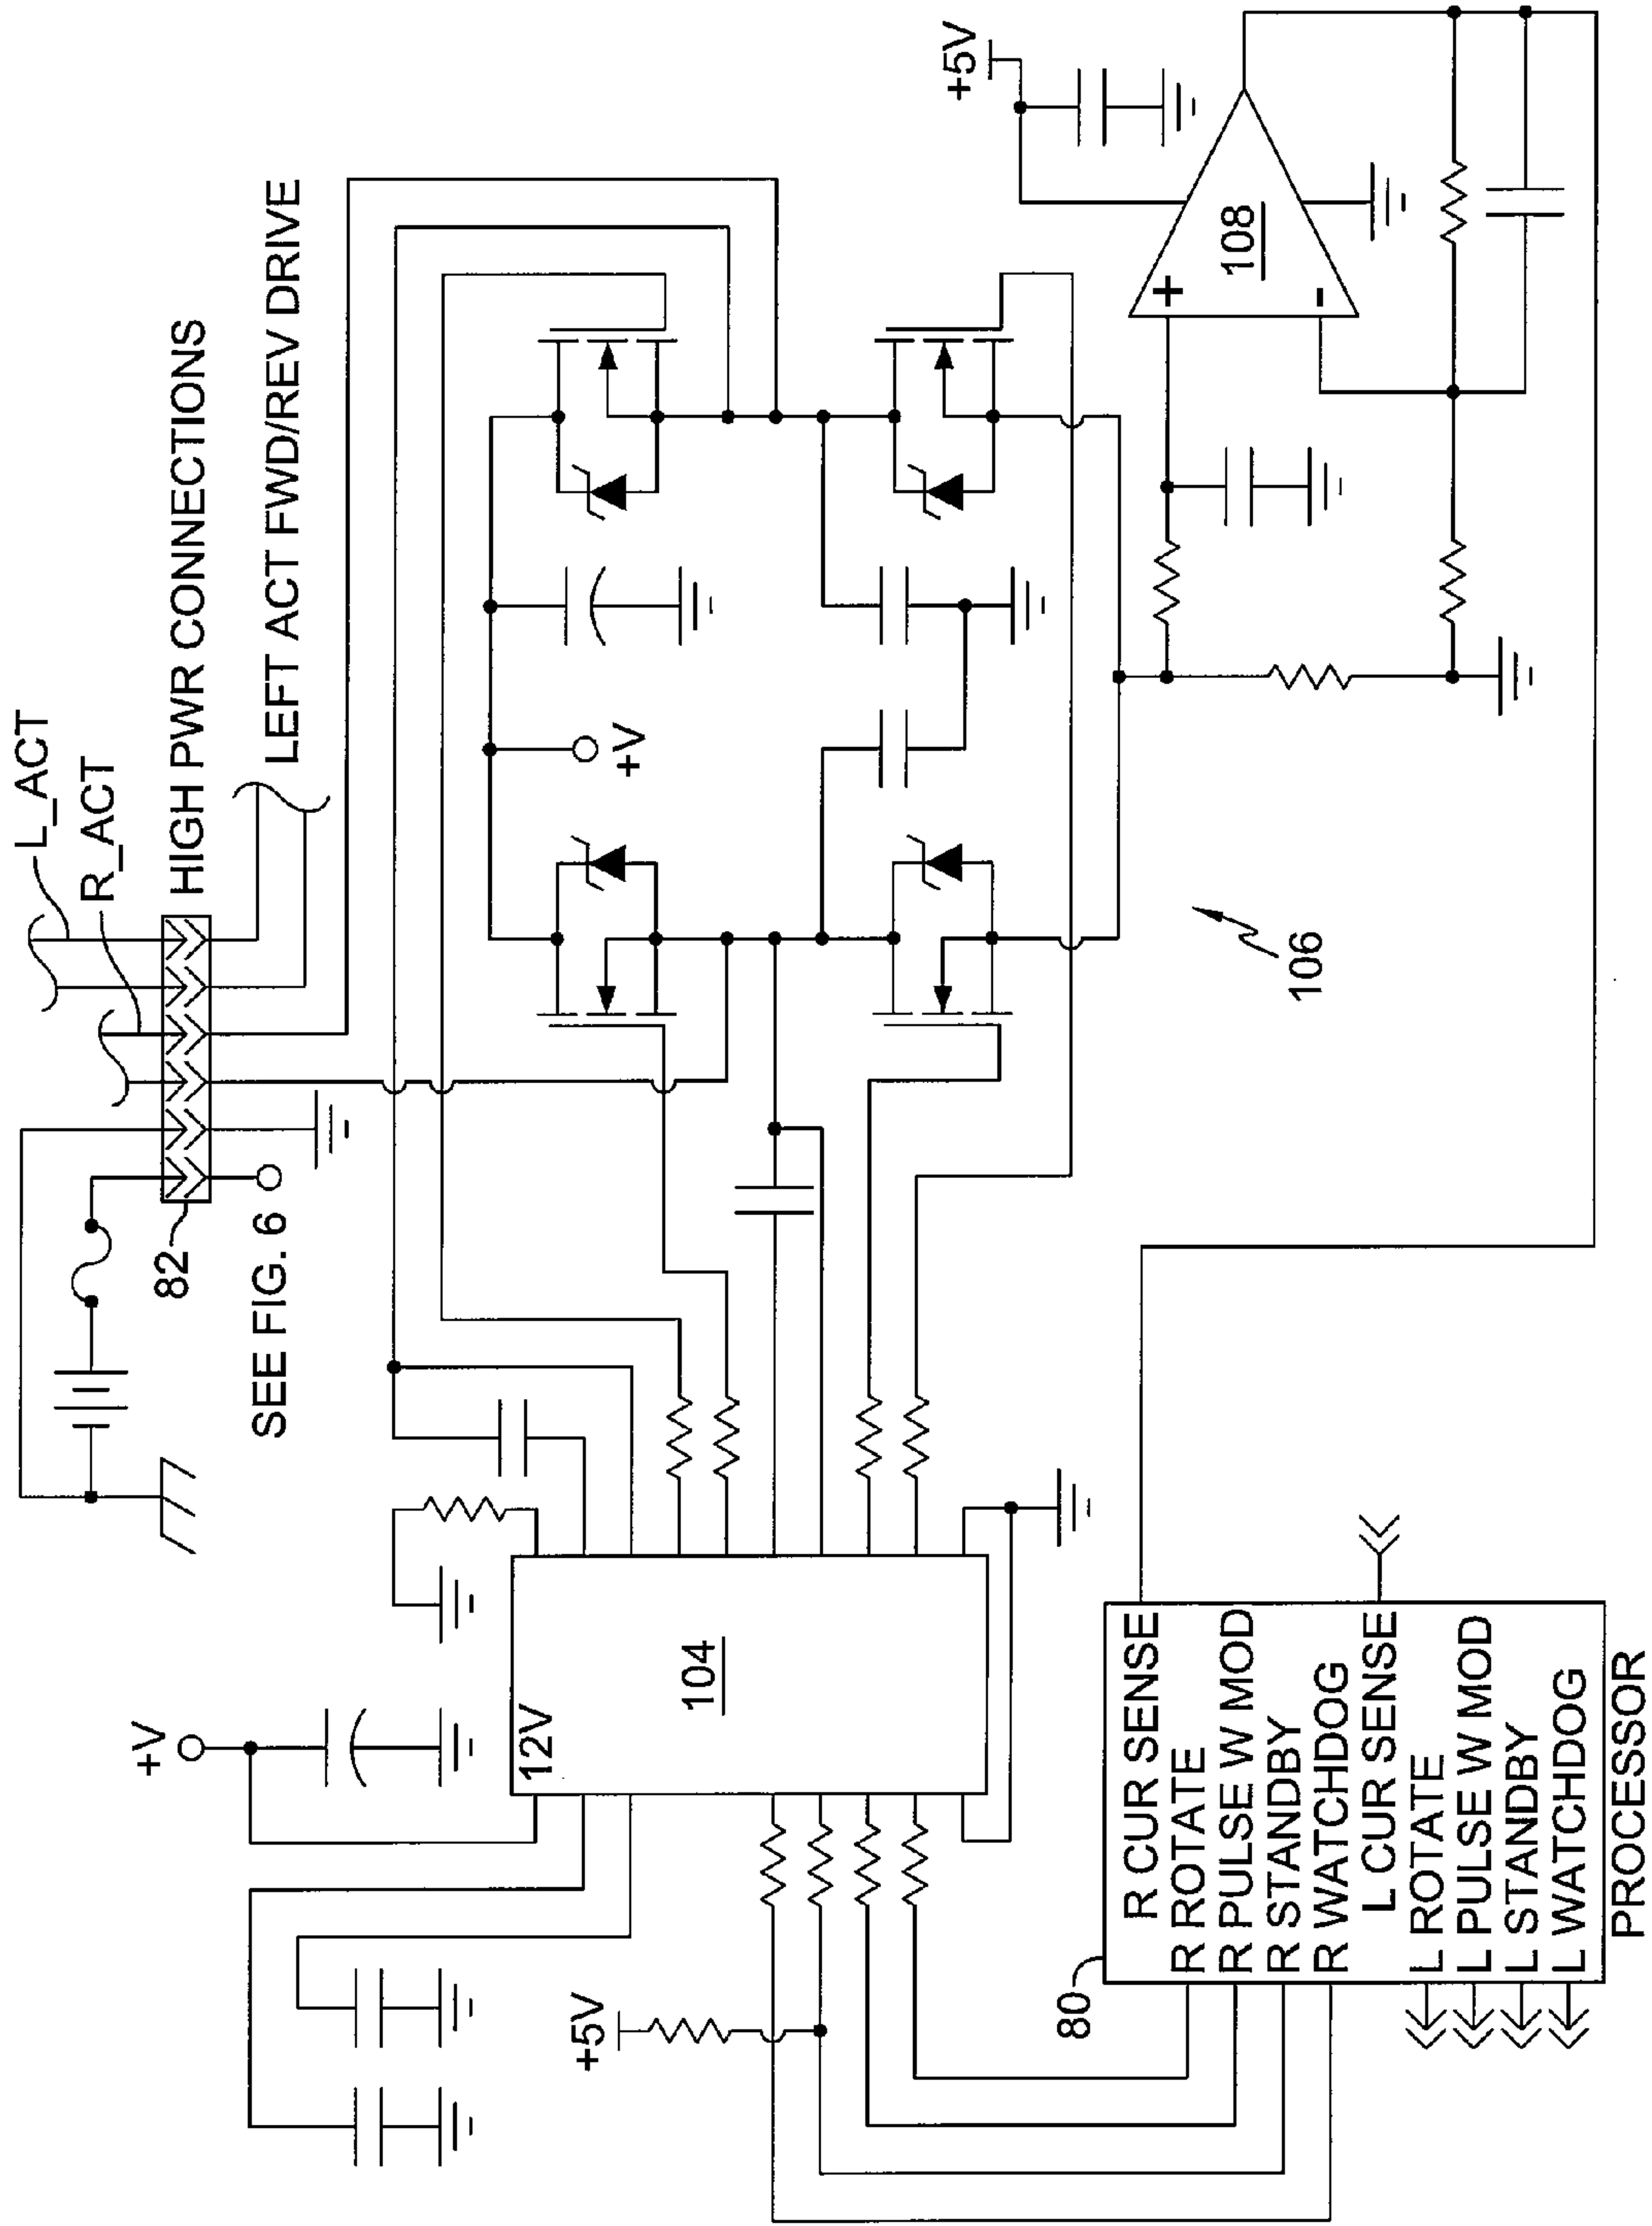 L_ACT
R_ACT
HIGH PWR CONNECTIONS
LEFT ACT FWD/REV DRIVE
82
SEE FIG. 6
+V
12V
104
+5V
+V
106
+5V
+
-
108
80
R CUR SENSE
R ROTATE
R PULSE W MOD
R STANDBY
R WATCHDOG
L CUR SENSE
L ROTATE
L PULSE W MOD
L STANDBY
L WATCHDOG
PROCESSOR